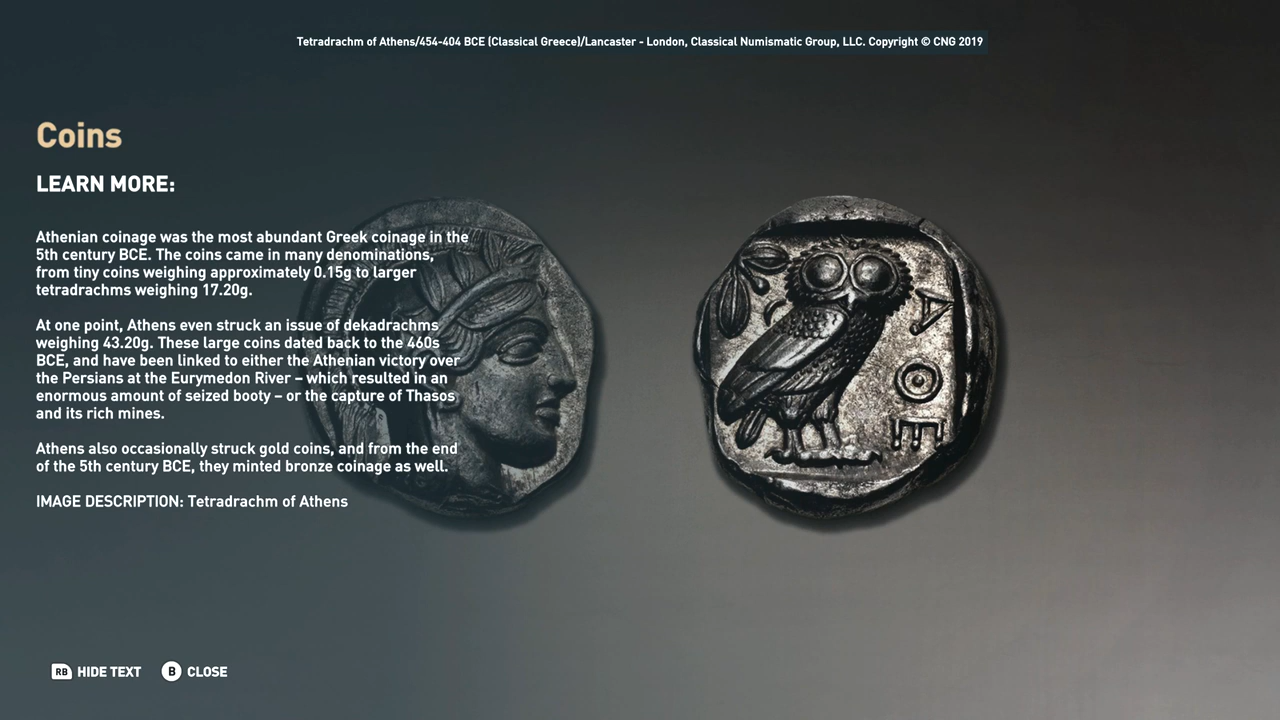 Tetradrachm of Athens/454-404 BCE (Classical Greece)/Lancaster - London, Classical Numismatic Group, LLC. Copyright © CNG 2019
Coins
LEARN MORE:
Athenian coinage was the most abundant Greek coinage in the
5th century BCE. The coins came in many denominations,
from tiny coins weighing approximately 0.15g to larger
tetradrachms weighing 17.20g.
At one point, Athens even struck an issue of dekadrachms
weighing 43.20g. These large coins dated back to the 460s
BCE, and have been linked to either the Athenian victory over
the Persians at the Eurymedon River – which resulted in an
enormous amount of seized booty – or the capture of Thasos
and its rich mines.
Athens also occasionally struck gold coins, and from the end
of the 5th century BCE, they minted bronze coinage as well.
IMAGE DESCRIPTION: Tetradrachm of Athens
ΑΘΕ
RB HIDE TEXT B CLOSE